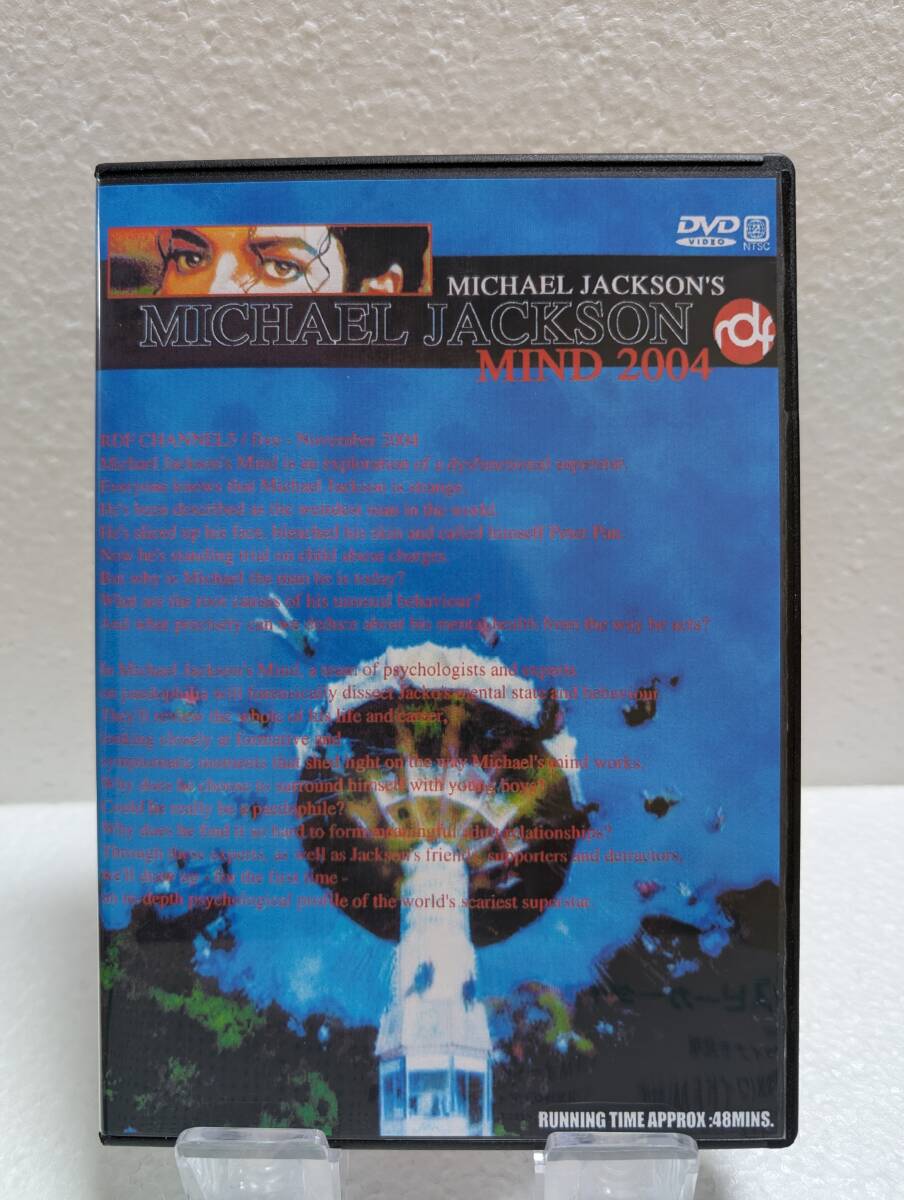 DVD
VIDEO
2
NTSC
MICHAEL JACKSON'S
MICHAEL JACKSON
rdf
MIND 2004
RDF CHANNEL5 / Five - November 2004
Michael Jackson's Mind is an exploration of a dysfunctional superstar.
Everyone knows that Michael Jackson is strange.
He's been described as the weirdest man in the world.
He's sliced up his face, bleached his skin and called himself Peter Pan.
Now he's standing trial on child abuse charges.
But why is Michael the man he is today?
What are the root causes of his unusual behaviour?
And what precisely can we deduce about his mental health from the way he acts?
In Michael Jackson's Mind, a team of psychologists and experts
on paedophilia will forensically dissect Jacko's mental state and behaviour.
They'll review the whole of his life and career,
looking closely at formative and
symptomatic moments that shed light on the way Michael's mind works.
Why does he choose to surround himself with young boys?
Could he really be a paedophile?
Why does he find it so hard to form meaningful adult relationships?
Through these experts, as well as Jackson's friends, supporters and detractors,
we'll draw up - for the first time -
an in-depth psychological profile of the world's scariest superstar.
RUNNING TIME APPROX :48MINS.